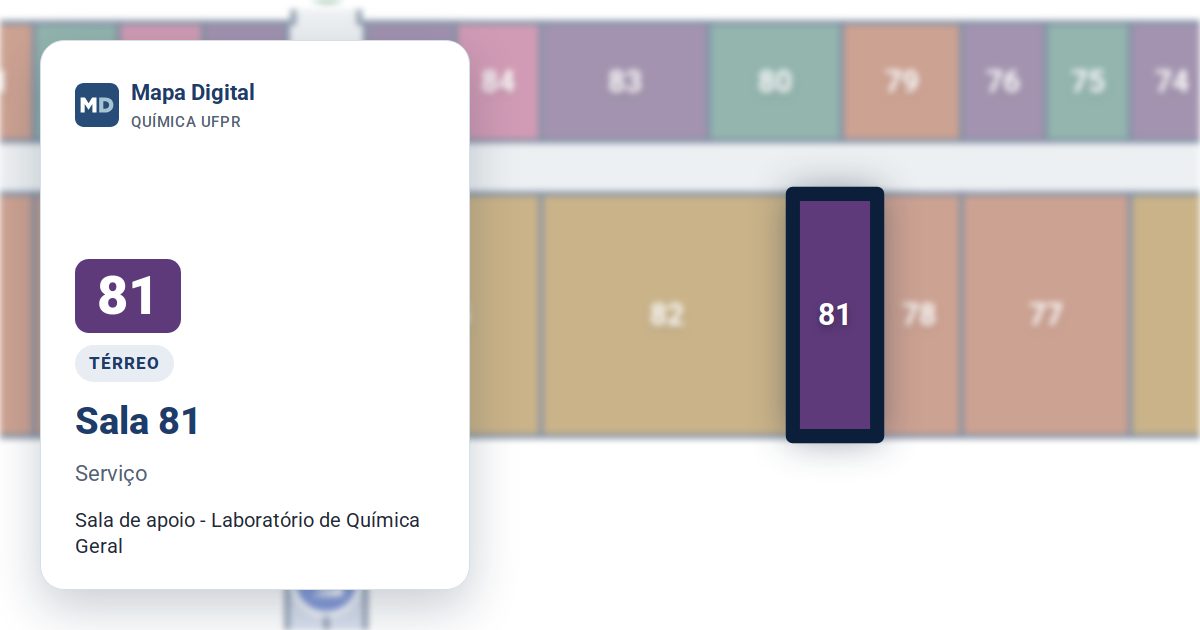 MD
Mapa Digital
QUÍMICA UFPR
81
TÉRREO
Sala 81
Serviço
Sala de apoio - Laboratório de Química
Geral
84 83 80 79 76 75 74
82 81 78 77